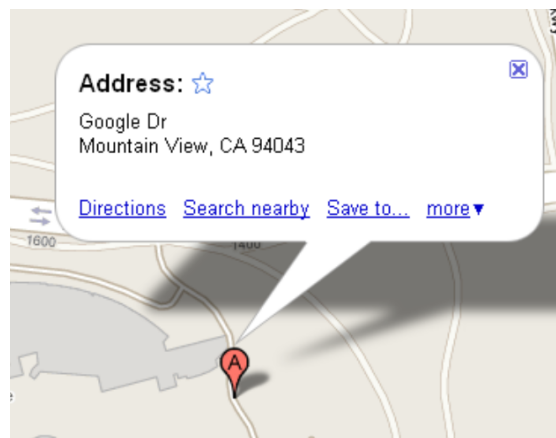 Address:
Google Dr
Mountain View, CA 94043
Directions Search nearby Save to... more
1600
1400
A